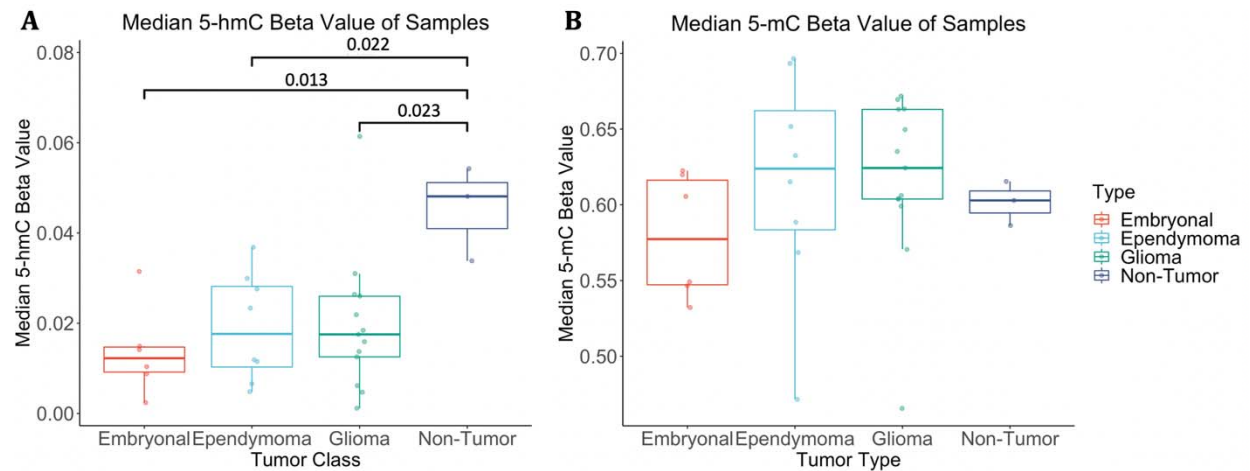 A
Median 5-hmC Beta Value of Samples
Median 5-hmC Beta Value
0.08
0.06
0.04
0.02
0.00
0.022
0.013
0.023
Embryonal
Ependymoma
Glioma
Non-Tumor
Tumor Class
B
Median 5-mC Beta Value of Samples
Median 5-mC Beta Value
0.70
0.65
0.60
0.55
0.50
Embryonal
Ependymoma
Glioma
Non-Tumor
Tumor Type
Type
Embryonal
Ependymoma
Glioma
Non-Tumor